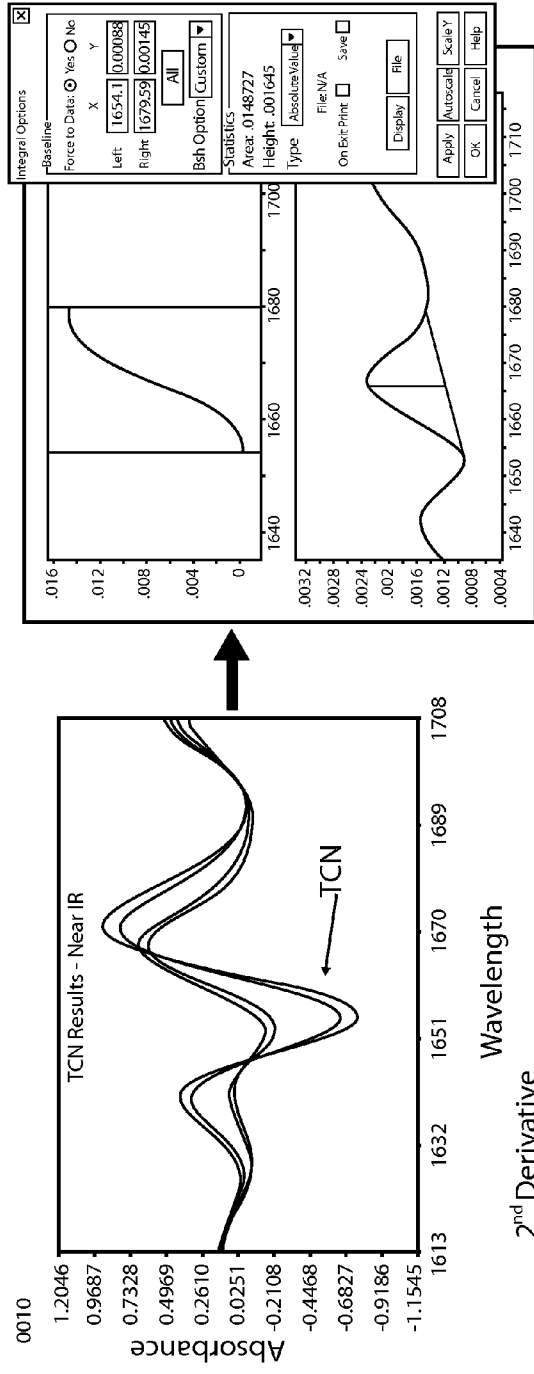 0010
TCN Results - Near IR
1.2046
0.9687
0.7328
0.4969
0.2610
0.0251
-0.2108
-0.4468
-0.6827
-0.9186
-1.1545
Absorbance
TCN
1613 1632 1651 1670 1689 1708
Wavelength
2nd Derivative
.016
.012
.008
.004
0
1640 1650 1660 1680 1700
.0032
.0028
.0024
.002
.0016
.0012
.0008
.0004
1640 1650 1660 1670 1680 1690 1700 1710
Integral Options
Baseline
Force to Data: Yes No
X Y
Left 1654.1 0.00088
Right 1679.59 0.00145
All
Bsh Option Custom
Statistics
Area: .0148727
Height: .001645
Type Absolute Value
File: N/A
On Exit Print Save
Display File
Apply Autoscale Scale Y
OK Cancel Help